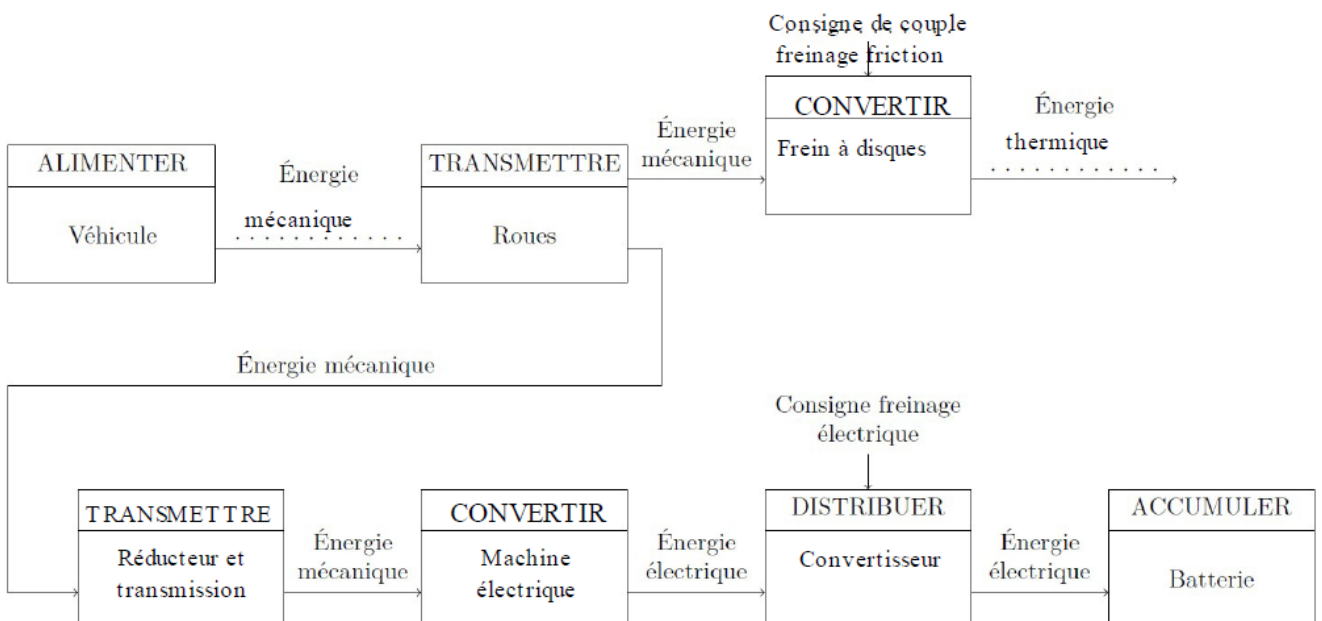 Consigne de couple
freinage friction
CONVERTIR
Frein à disques
Énergie
mécanique
Énergie
thermique
ALIMENTER
Véhicule
Énergie
mécanique
TRANSMETTRE
Roues
Énergie mécanique
Consigne freinage
électrique
TRANSMETTRE
Réducteur et
transmission
Énergie
mécanique
CONVERTIR
Machine
électrique
Énergie
électrique
DISTRIBUER
Convertisseur
Énergie
électrique
ACCUMULER
Batterie